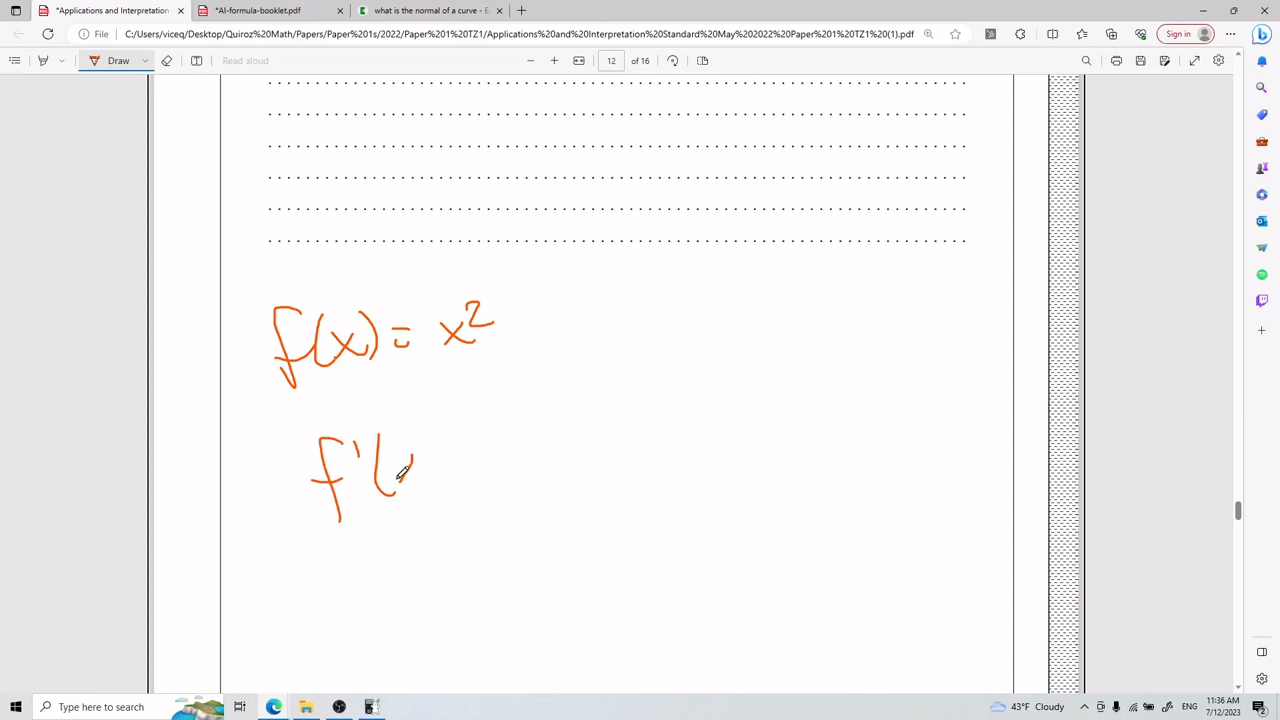 *Applications and Interpretation
*AI-formula-booklet.pdf
what is the normal of a curve - E
File
C:/Users/viceq/Desktop/Quiroz%20Math/Papers/Paper%201s/2022/Paper%201%20TZ1/Applications%20and%20Interpretation%20Standard%20May%202022%20Paper%201%20TZ1%20(1).pdf
Sign in
Draw
Read aloud
12 of 16
f(x) = x²
f'(
Type here to search
43°F Cloudy
ENG
11:36 AM
7/12/2023
2